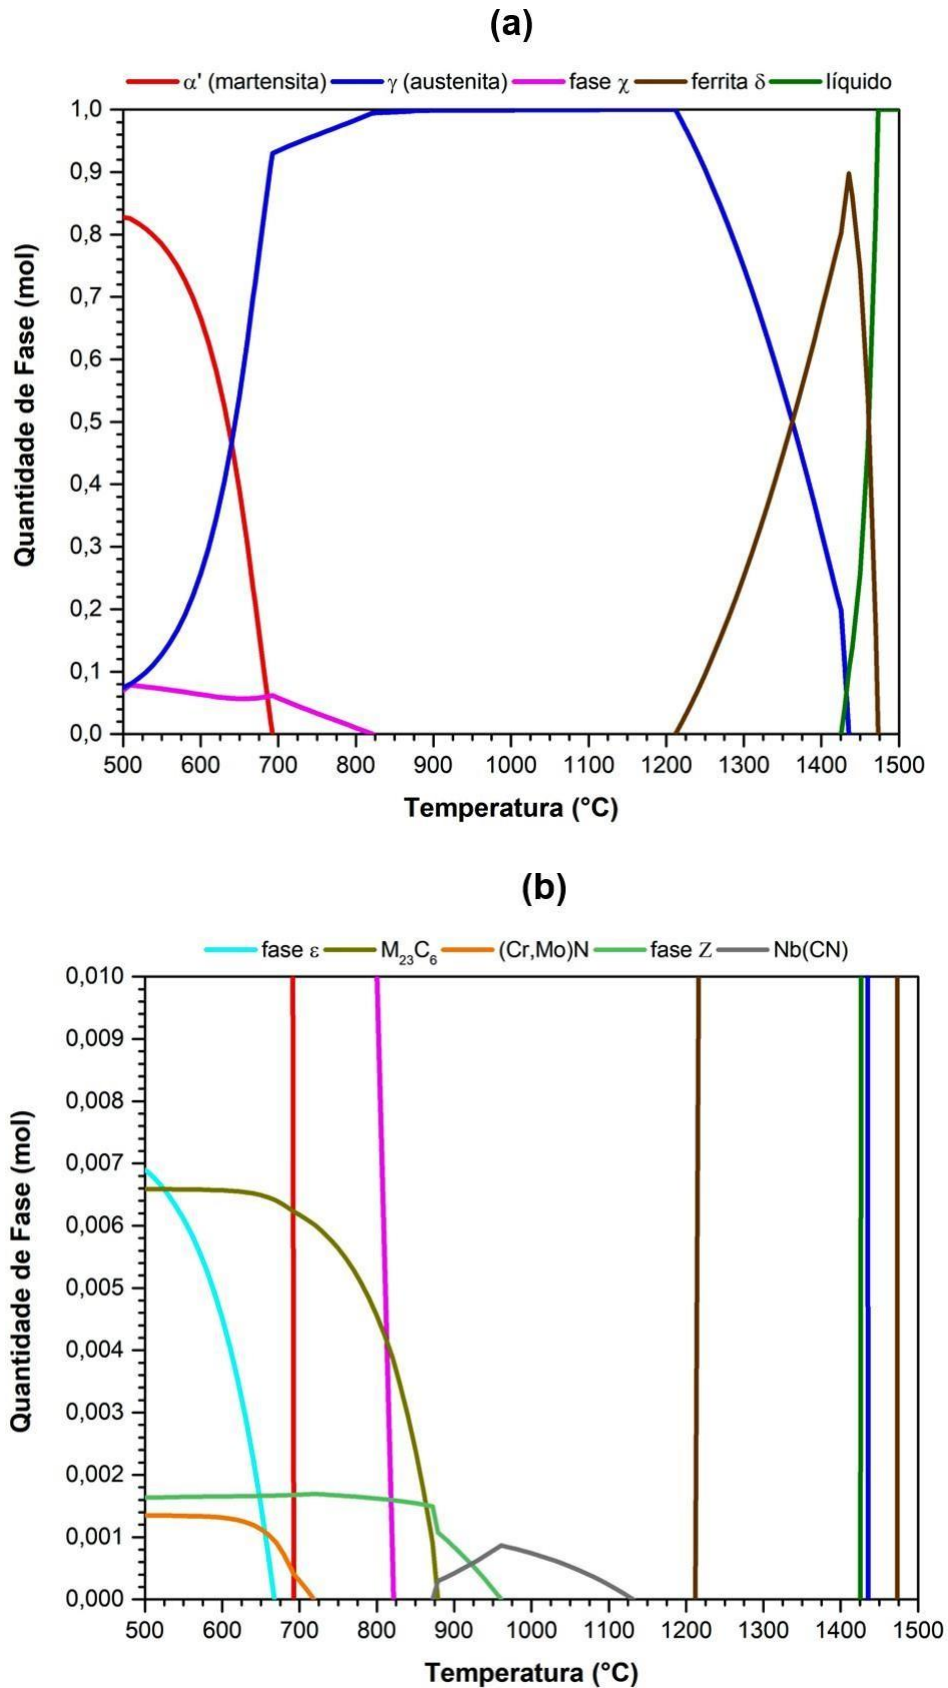 (a)
α' (martensita) γ (austenita) fase χ ferrita δ líquido
1,0
0,9
0,8
0,7
0,6
0,5
0,4
0,3
0,2
0,1
0,0
Quantidade de Fase (mol)
500 600 700 800 900 1000 1100 1200 1300 1400 1500
Temperatura (°C)
(b)
fase ε M23C6 (Cr,Mo)N fase Z Nb(CN)
0,010
0,009
0,008
0,007
0,006
0,005
0,004
0,003
0,002
0,001
0,000
Quantidade de Fase (mol)
500 600 700 800 900 1000 1100 1200 1300 1400 1500
Temperatura (°C)